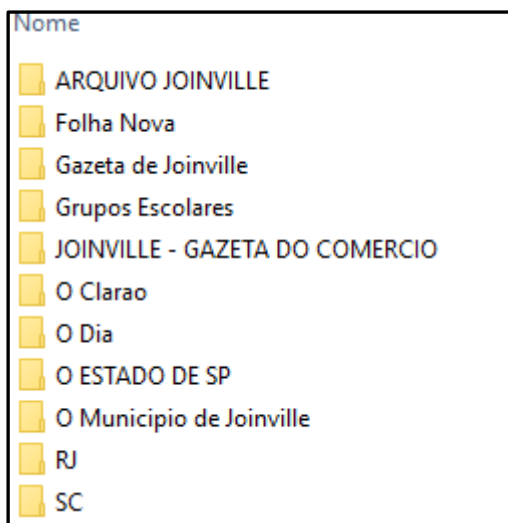 Nome
ARQUIVO JOINVILLE
Folha Nova
Gazeta de Joinville
Grupos Escolares
JOINVILLE - GAZETA DO COMERCIO
O Clarao
O Dia
O ESTADO DE SP
O Municipio de Joinville
RJ
SC